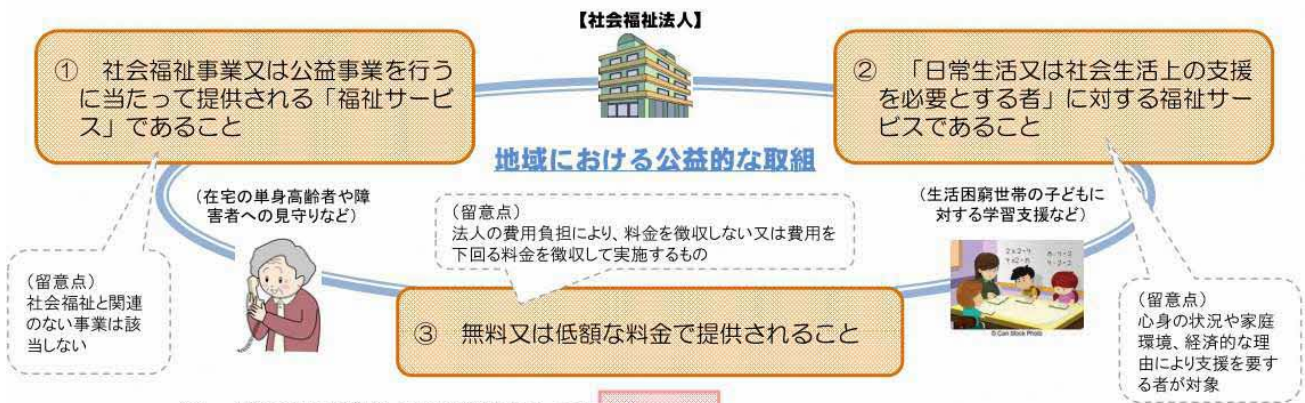 【社会福祉法人】
① 社会福祉事業又は公益事業を行う
に当たって提供される「福祉サービ
ス」であること
② 「日常生活又は社会生活上の支援
を必要とする者」に対する福祉サー
ビスであること
地域における公益的な取組
(在宅の単身高齢者や障
害者への見守りなど)
(留意点)
法人の費用負担により、料金を徴収しない又は費用を
下回る料金を徴収して実施するもの
(生活困窮世帯の子どもに
対する学習支援など)
(留意点)
社会福祉と関連
のない事業は該
当しない
③ 無料又は低額な料金で提供されること
© Can Stock Photo
(留意点)
心身の状況や家庭
環境、経済的な理
由により支援を要す
る者が対象